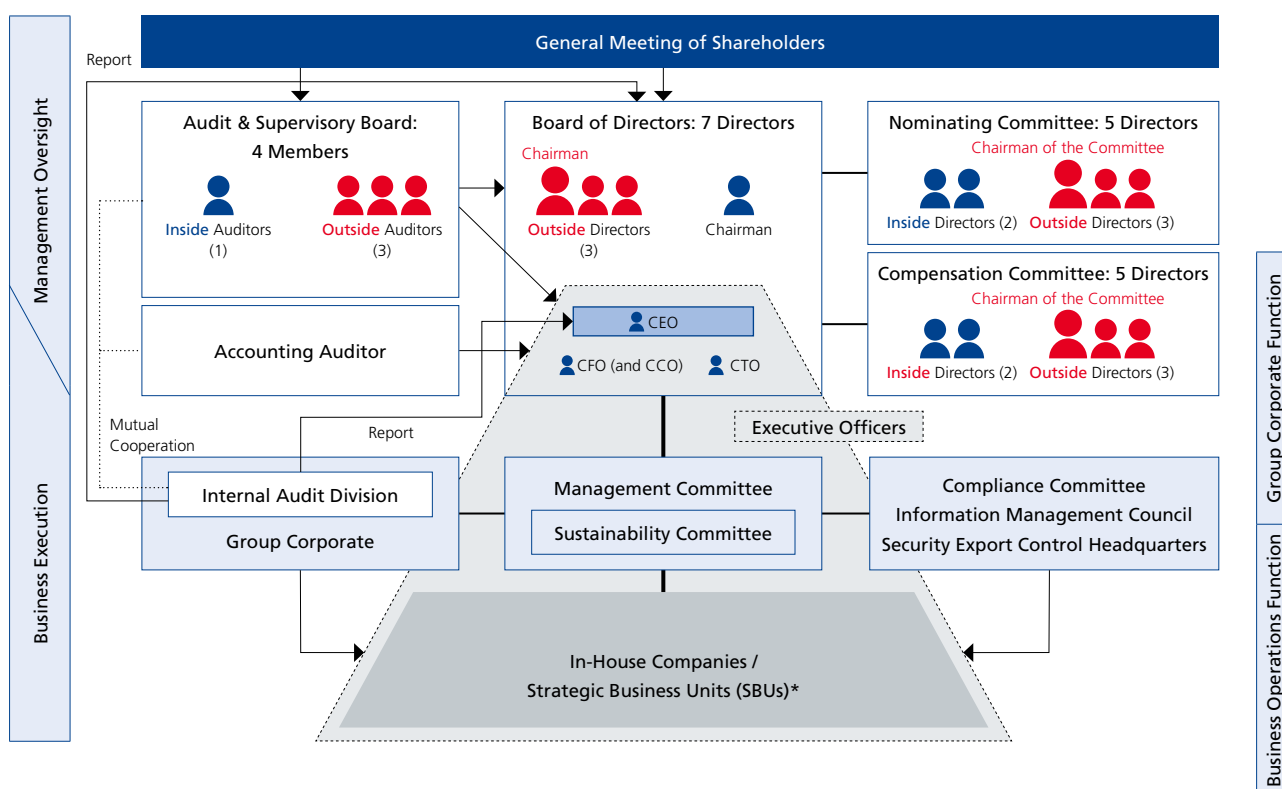 General Meeting of Shareholders
Report
Management Oversight
Business Execution
Audit & Supervisory Board:
4 Members
Inside Auditors
(1)
Outside Auditors
(3)
Board of Directors: 7 Directors
Chairman
Outside Directors
(3)
Chairman
Nominating Committee: 5 Directors
Chairman of the Committee
Inside Directors (2)
Outside Directors (3)
Compensation Committee: 5 Directors
Chairman of the Committee
Inside Directors (2)
Outside Directors (3)
Accounting Auditor
CEO
CFO (and CCO)
CTO
Mutual
Cooperation
Report
Executive Officers
Internal Audit Division
Group Corporate
Management Committee
Sustainability Committee
Compliance Committee
Information Management Council
Security Export Control Headquarters
In-House Companies /
Strategic Business Units (SBUs)*
Group Corporate Function
Business Operations Function